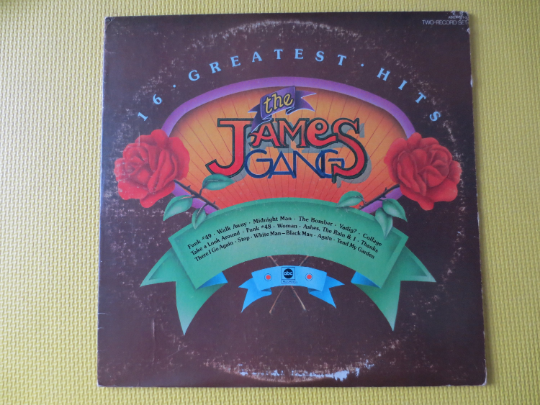 TWO-RECORD SET
16 · GREATEST · HITS
the
JAMES
GANG
Funk #49 · Walk Away · Midnight Man · The Bomber · Yadig? · Collage
Take a Look Around · Funk #48 · Woman · Ashes, The Rain & I · Thanks
There I Go Again · Stop · White Man–Black Man · Again · Tend My Garden
abc